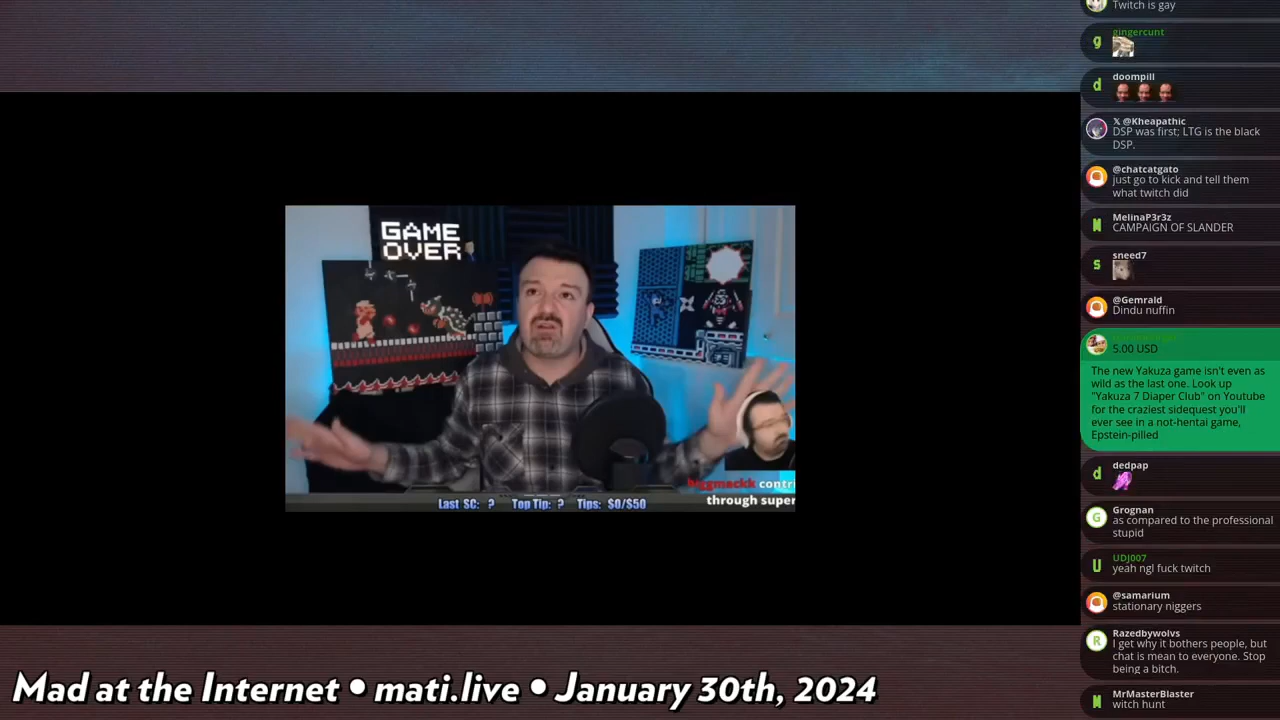 GAME
OVER
biggmackk contri
through super
Last SC: ? Top Tip: ? Tips: $0/$50
Mad at the Internet • mati.live • January 30th, 2024
Twitch is gay
gingercunt
doompill
𝕏 @Kheapathic
DSP was first; LTG is the black
DSP.
@chatcatgato
just go to kick and tell them
what twitch did
MelinaP3r3z
CAMPAIGN OF SLANDER
sneed7
@Gemrald
Dindu nuffin
5.00 USD
The new Yakuza game isn't even as
wild as the last one. Look up
"Yakuza 7 Diaper Club" on Youtube
for the craziest sidequest you'll
ever see in a not-hentai game,
Epstein-pilled
dedpap
Grognan
as compared to the professional
stupid
UDJ007
yeah ngl fuck twitch
@samarium
stationary niggers
Razedbywolvs
I get why it bothers people, but
chat is mean to everyone. Stop
being a bitch.
MrMasterBlaster
witch hunt